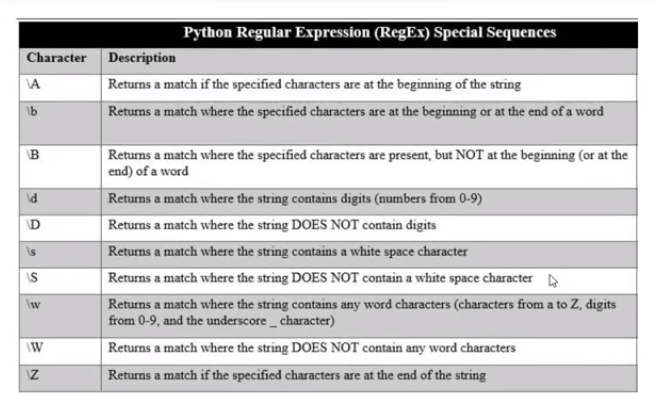 Python Regular Expression (RegEx) Special Sequences
Character Description
\A Returns a match if the specified characters are at the beginning of the string
\b Returns a match where the specified characters are at the beginning or at the end of a word
\B Returns a match where the specified characters are present, but NOT at the beginning (or at the
end) of a word
\d Returns a match where the string contains digits (numbers from 0-9)
\D Returns a match where the string DOES NOT contain digits
\s Returns a match where the string contains a white space character
\S Returns a match where the string DOES NOT contain a white space character
\w Returns a match where the string contains any word characters (characters from a to Z, digits
from 0-9, and the underscore _ character)
\W Returns a match where the string DOES NOT contain any word characters
\Z Returns a match if the specified characters are at the end of the string